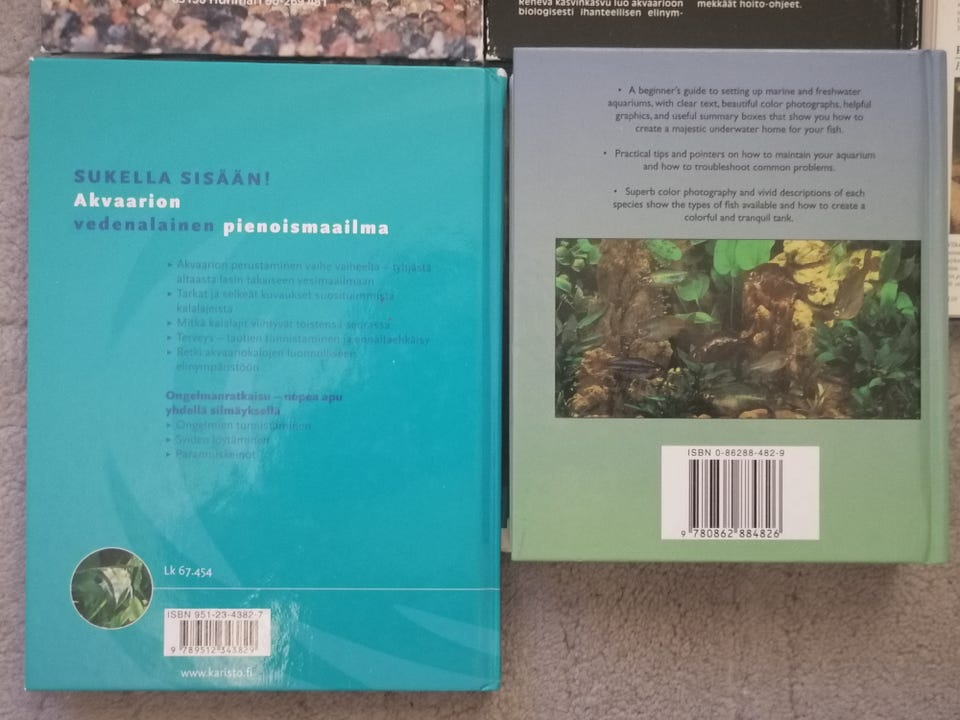 83130 Hurmari 90-269 481
Rehevä kasvinkasvu luo akvaarioon
biologisesti ihanteellisen elinym-
mekkäät hoito-ohjeet.
SUKELLA SISÄÄN!
Akvaarion
vedenalainen pienoismaailma
▸ Akvaarion perustaminen vaihe vaiheelta – tyhjästä
altaasta lasin takaiseen vesimaailmaan
▸ Tarkat ja selkeät kuvaukset suosituimmista
kalalajeista
▸ Mitkä kalalajit viihtyvät toistensa seurassa
▸ Terveys – tautien tunnistaminen ja ennaltaehkäisy
▸ Retki akvaariokalojen luonnolliseen
elinympäristöön
Ongelmanratkaisu – nopea apu
yhdellä silmäyksellä
▸ Ongelmien tunnistaminen
▸ Syiden löytäminen
▸ Parannuskeinot
Lk 67.454
ISBN 951-23-4382-7
9 789512 343829
www.karisto.fi
• A beginner's guide to setting up marine and freshwater
aquariums, with clear text, beautiful color photographs, helpful
graphics, and useful summary boxes that show you how to
create a majestic underwater home for your fish.
• Practical tips and pointers on how to maintain your aquarium
and how to troubleshoot common problems.
• Superb color photography and vivid descriptions of each
species show the types of fish available and how to create a
colorful and tranquil tank.
ISBN 0-86288-482-9
9 780862 884826